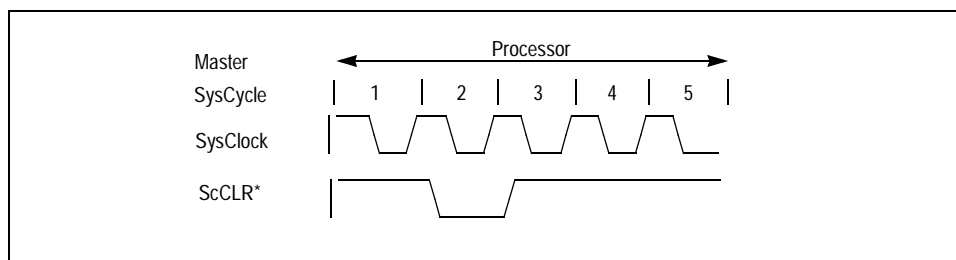 Processor
Master
SysCycle 1 2 3 4 5
SysClock
ScCLR*